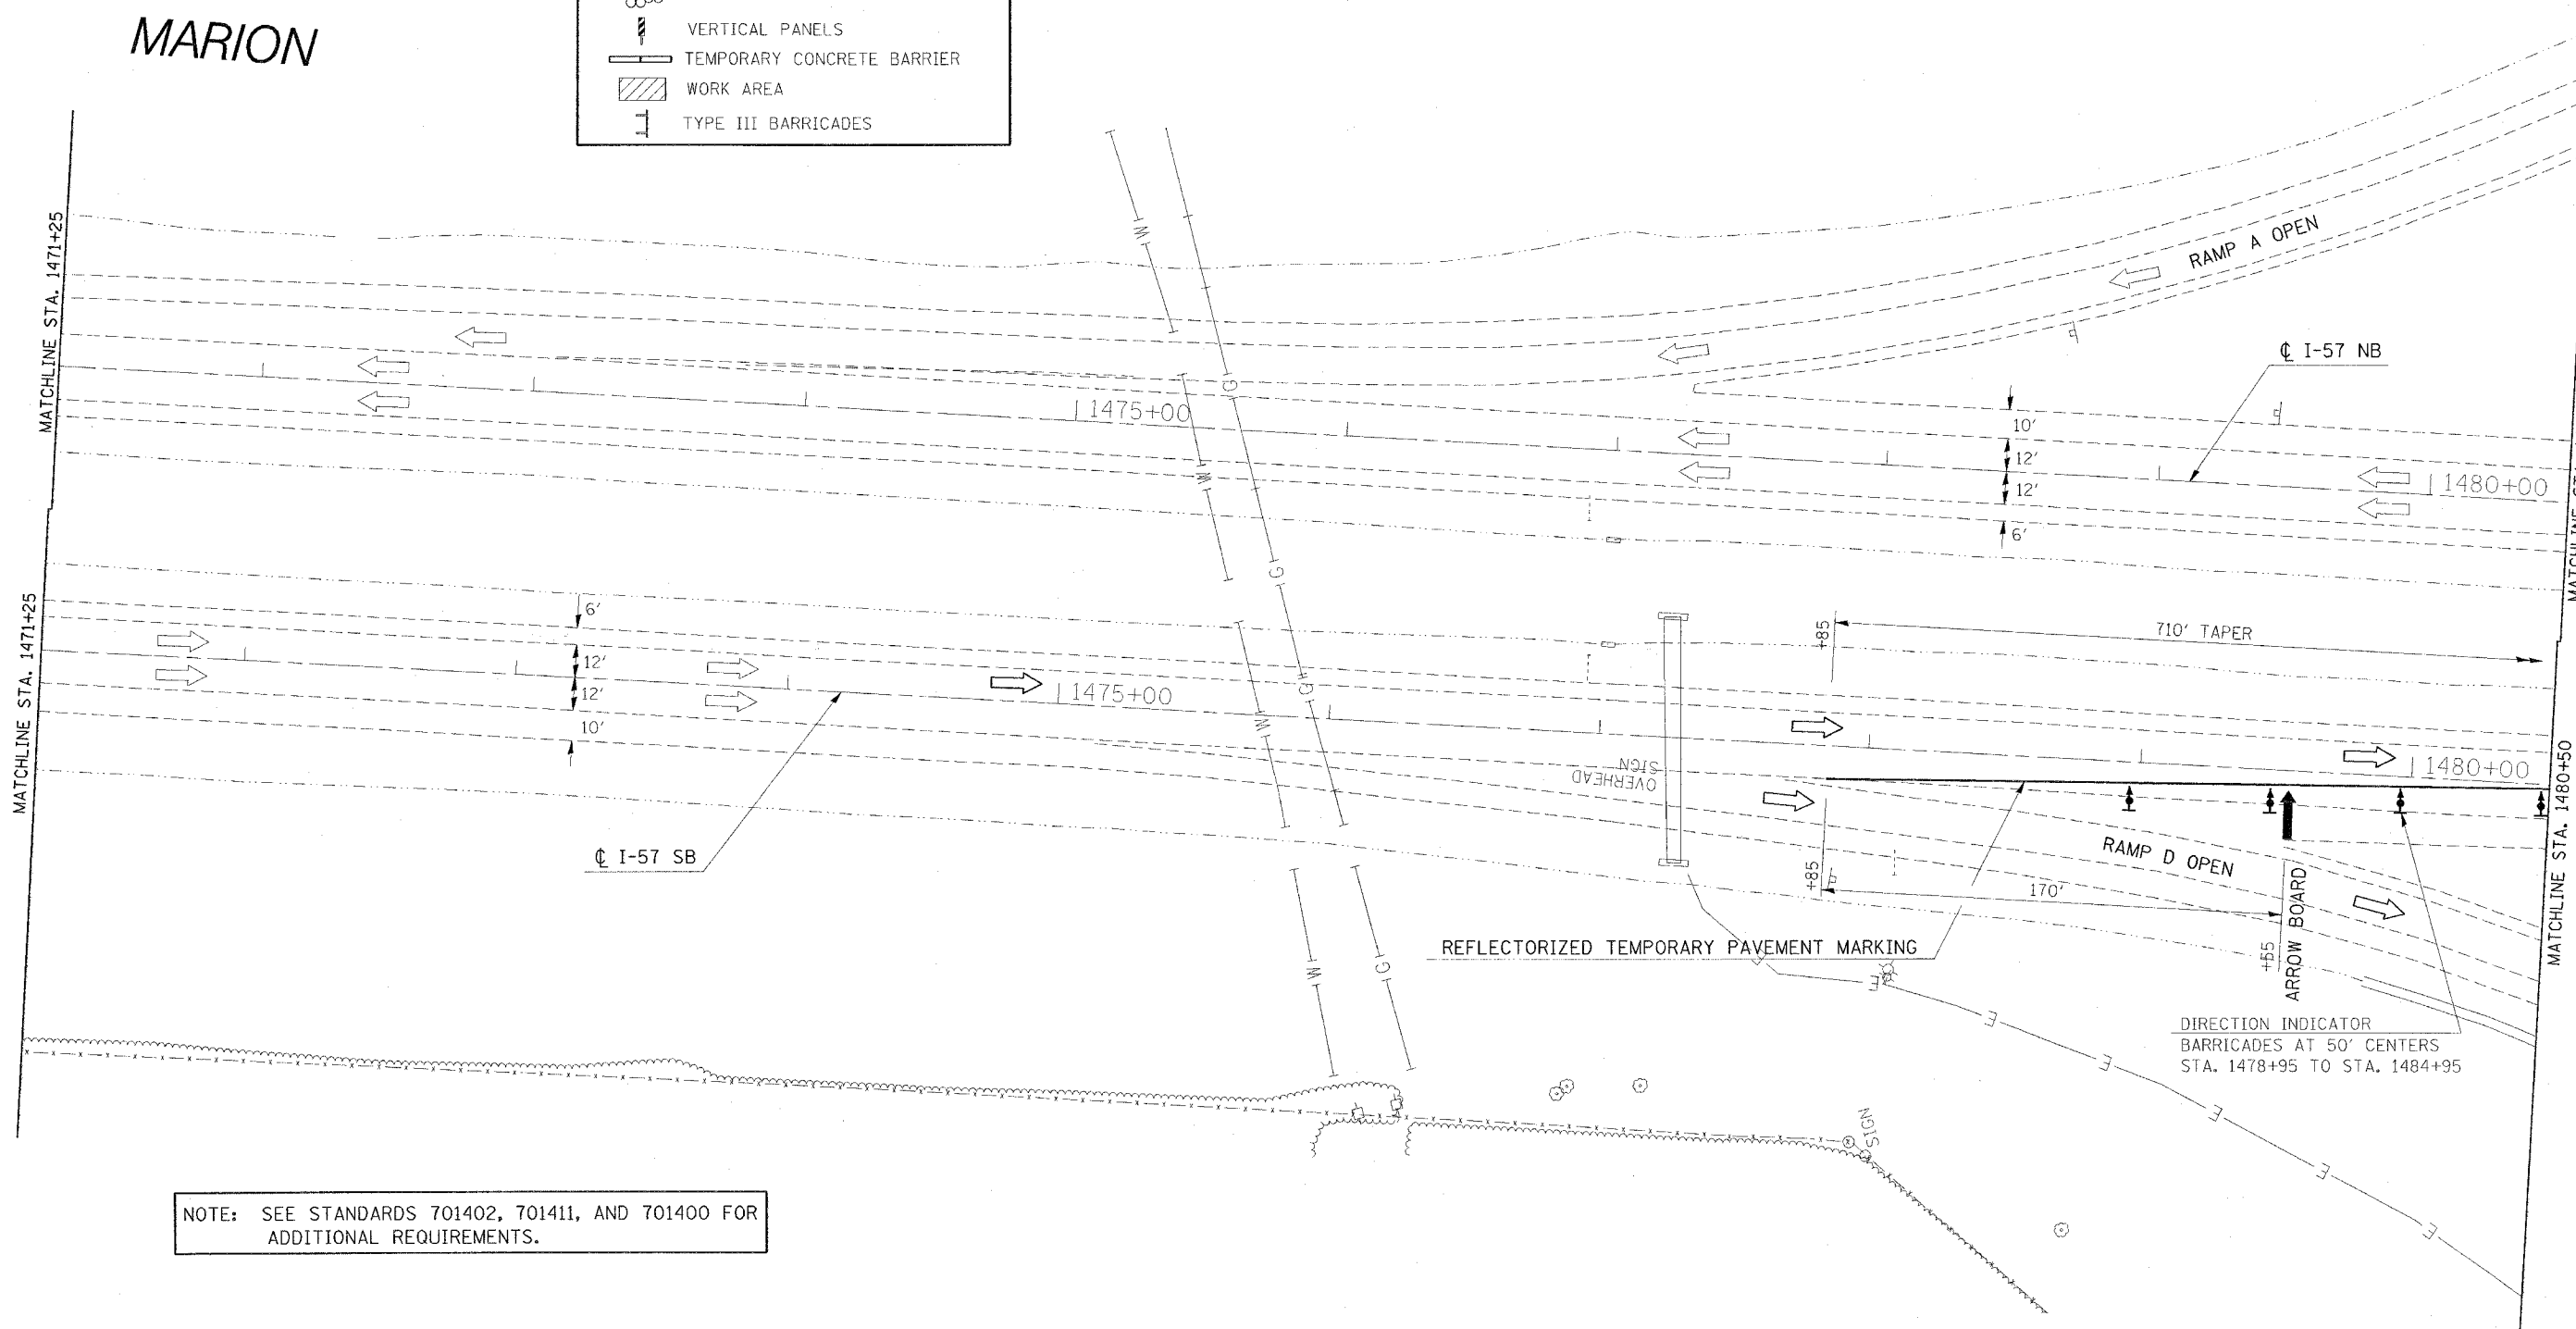 MARION
VERTICAL PANELS
TEMPORARY CONCRETE BARRIER
WORK AREA
TYPE III BARRICADES
MATCHLINE STA. 1471+25
MATCHLINE STA. 1471+25
RAMP A OPEN
℄ I-57 NB
1475+00
10'
12'
12'
6'
1480+00
W
G
W
G
6'
12'
12'
10'
1475+00
℄ I-57 SB
W
G
W
G
OVERHEAD
SIGN
+85
710' TAPER
1480+00
MATCHLINE STA. 1480+50
RAMP D OPEN
+85
170'
+55
ARROW BOARD
REFLECTORIZED TEMPORARY PAVEMENT MARKING
DIRECTION INDICATOR
BARRICADES AT 50' CENTERS
STA. 1478+95 TO STA. 1484+95
E
E
E
E
E
E
SIGN
NOTE: SEE STANDARDS 701402, 701411, AND 701400 FOR
ADDITIONAL REQUIREMENTS.